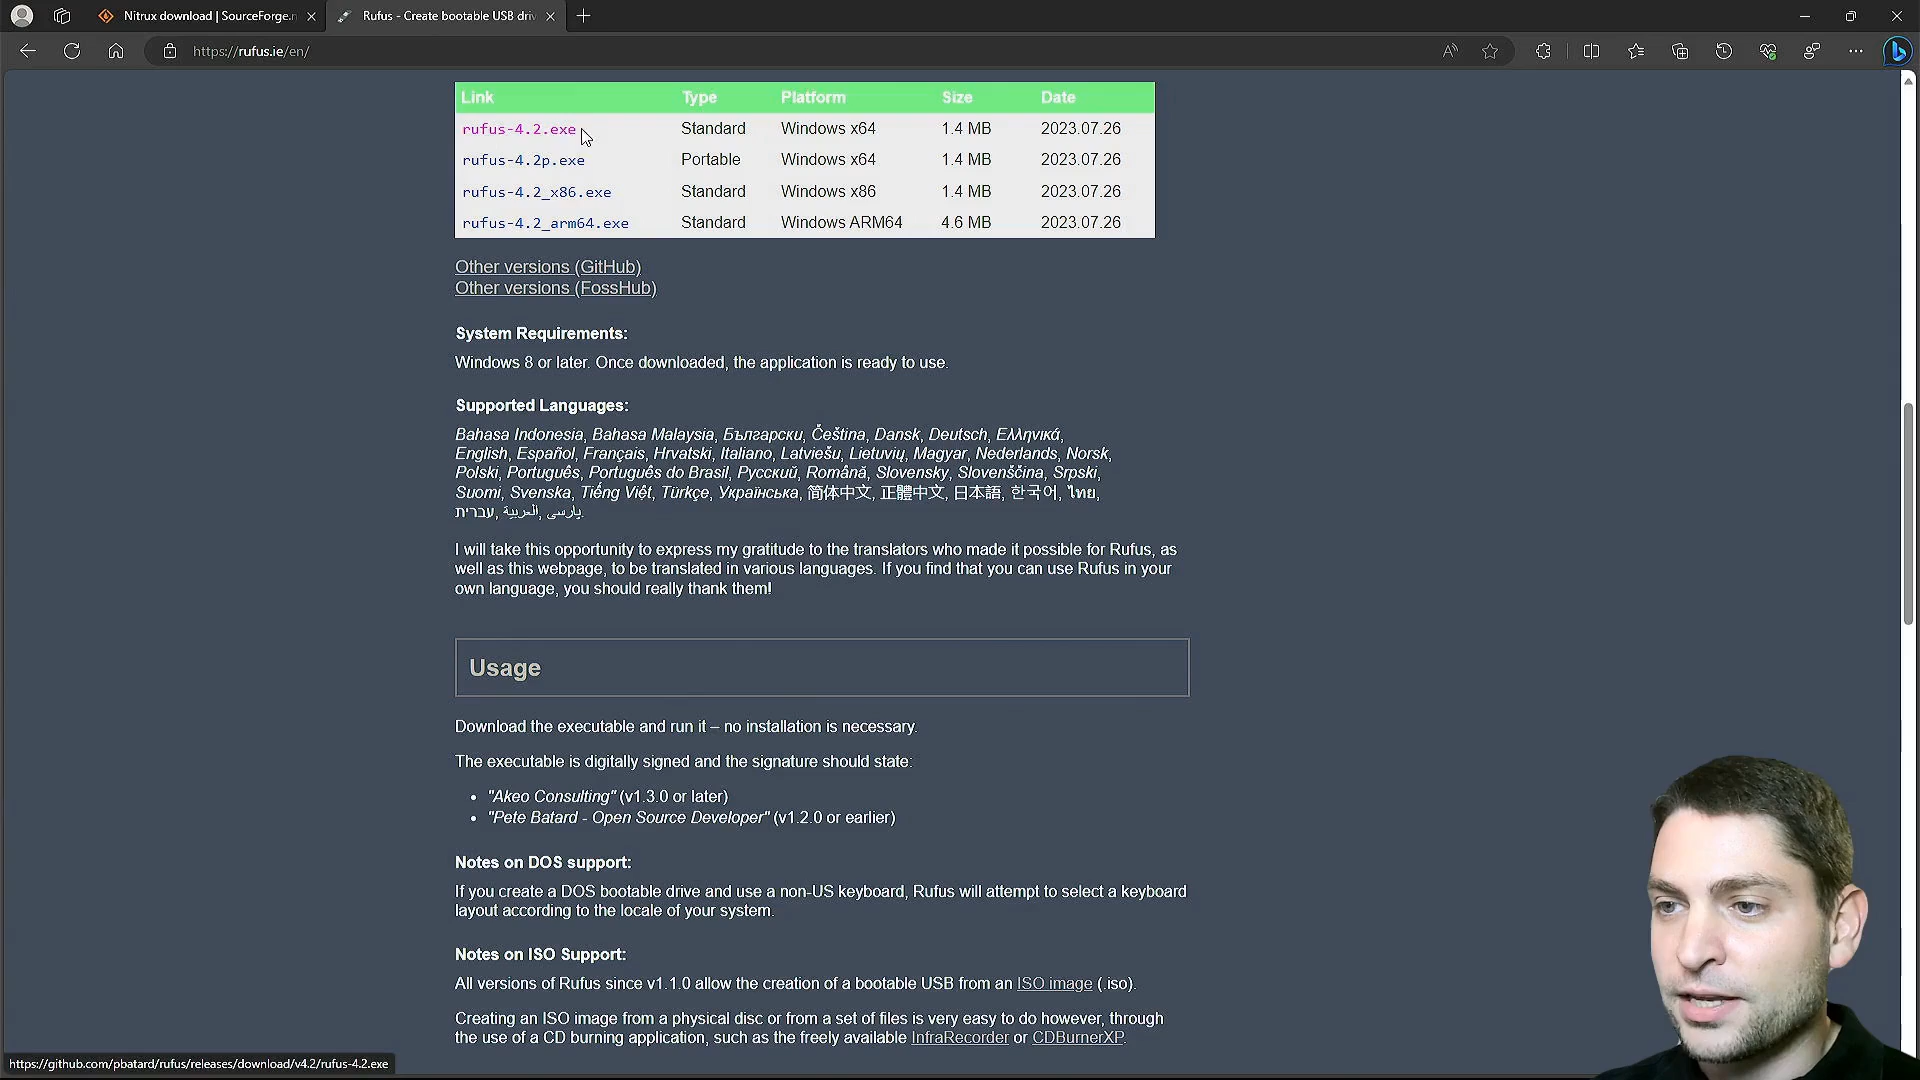 Nitrux download | SourceForge.n
Rufus - Create bootable USB driv
https://rufus.ie/en/
Link Type Platform Size Date
rufus-4.2.exe Standard Windows x64 1.4 MB 2023.07.26
rufus-4.2p.exe Portable Windows x64 1.4 MB 2023.07.26
rufus-4.2_x86.exe Standard Windows x86 1.4 MB 2023.07.26
rufus-4.2_arm64.exe Standard Windows ARM64 4.6 MB 2023.07.26
Other versions (GitHub)
Other versions (FossHub)
System Requirements:
Windows 8 or later. Once downloaded, the application is ready to use.
Supported Languages:
Bahasa Indonesia, Bahasa Malaysia, Български, Čeština, Dansk, Deutsch, Ελληνικά,
English, Español, Français, Hrvatski, Italiano, Latviešu, Lietuvių, Magyar, Nederlands, Norsk,
Polski, Português, Português do Brasil, Русский, Română, Slovensky, Slovenščina, Srpski,
Suomi, Svenska, Tiếng Việt, Türkçe, Українська, 简体中文, 正體中文, 日本語, 한국어, ไทย,
עברית, العربية, پارسی.
I will take this opportunity to express my gratitude to the translators who made it possible for Rufus, as
well as this webpage, to be translated in various languages. If you find that you can use Rufus in your
own language, you should really thank them!
Usage
Download the executable and run it – no installation is necessary.
The executable is digitally signed and the signature should state:
• "Akeo Consulting" (v1.3.0 or later)
• "Pete Batard - Open Source Developer" (v1.2.0 or earlier)
Notes on DOS support:
If you create a DOS bootable drive and use a non-US keyboard, Rufus will attempt to select a keyboard
layout according to the locale of your system.
Notes on ISO Support:
All versions of Rufus since v1.1.0 allow the creation of a bootable USB from an ISO image (.iso).
Creating an ISO image from a physical disc or from a set of files is very easy to do however, through
the use of a CD burning application, such as the freely available InfraRecorder or CDBurnerXP.
https://github.com/pbatard/rufus/releases/download/v4.2/rufus-4.2.exe